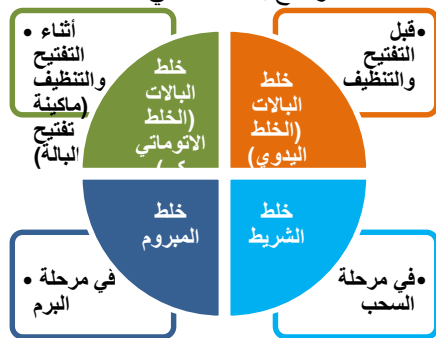 •قبل
التفتيح
والتنظيف
خلط
البالات
(الخلط
اليدوي)
•أثناء
التفتيح
والتنظيف
(ماكينة
تفتيح
البالة)
خلط
البالات
(الخلط
الاتوماتي
خلط
الشريط
•في مرحلة
السحب
خلط
المبروم
•في مرحلة
البرم